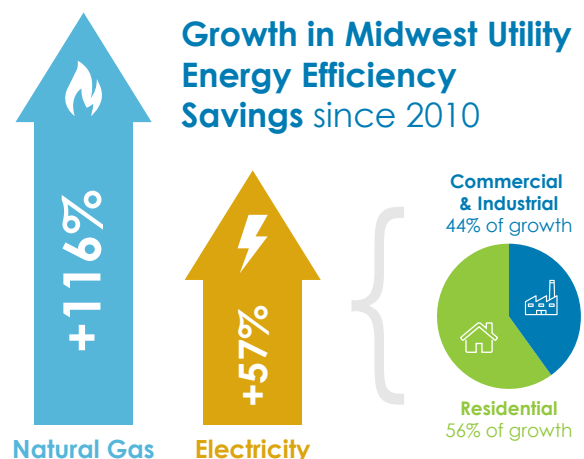 Growth in Midwest Utility
Energy Efficiency
Savings since 2010
+116%
+57%
Commercial
& Industrial
44% of growth
Residential
56% of growth
Natural Gas
Electricity